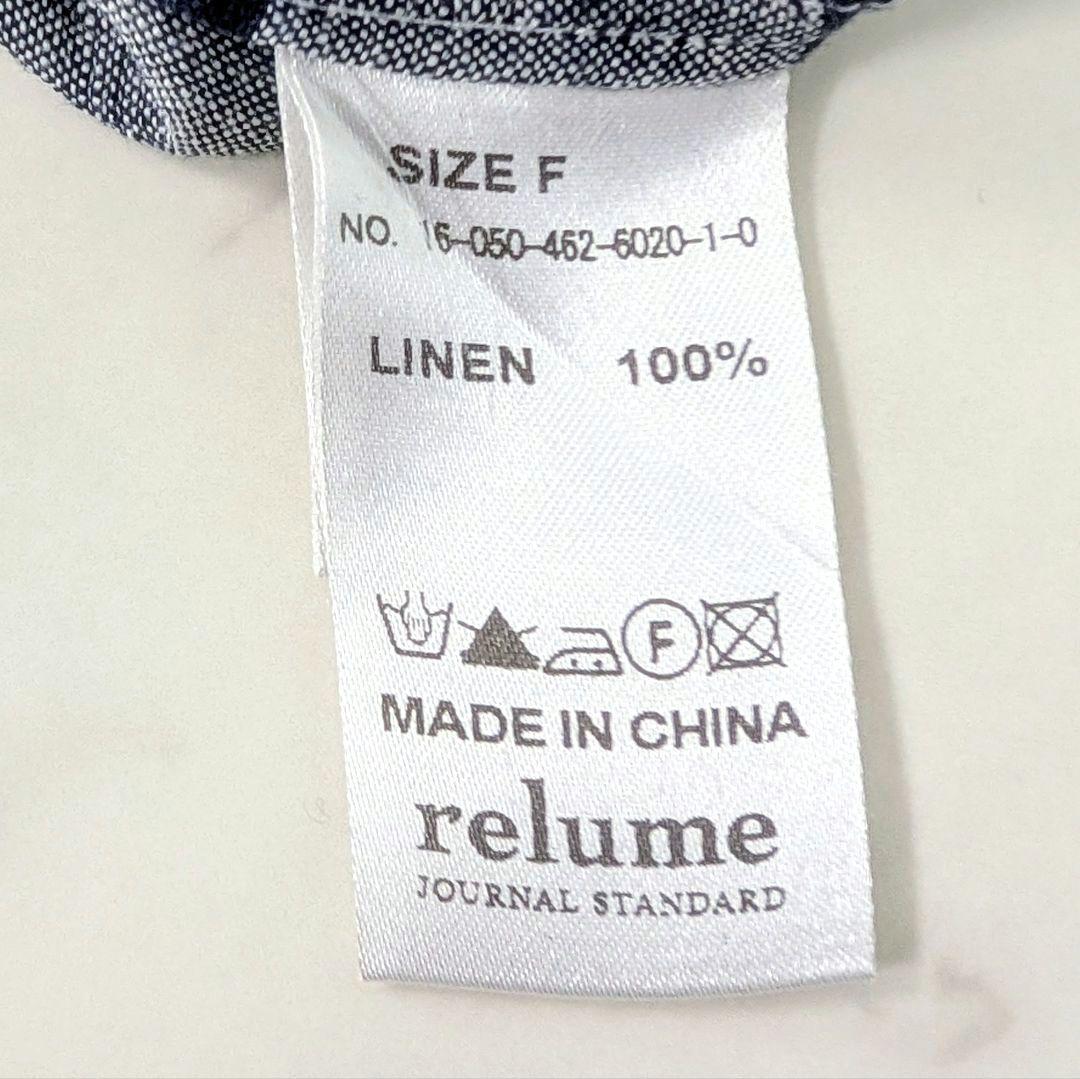 SIZE F
NO. 16-050-462-6020-1-0
LINEN 100%
F
MADE IN CHINA
relume
JOURNAL STANDARD